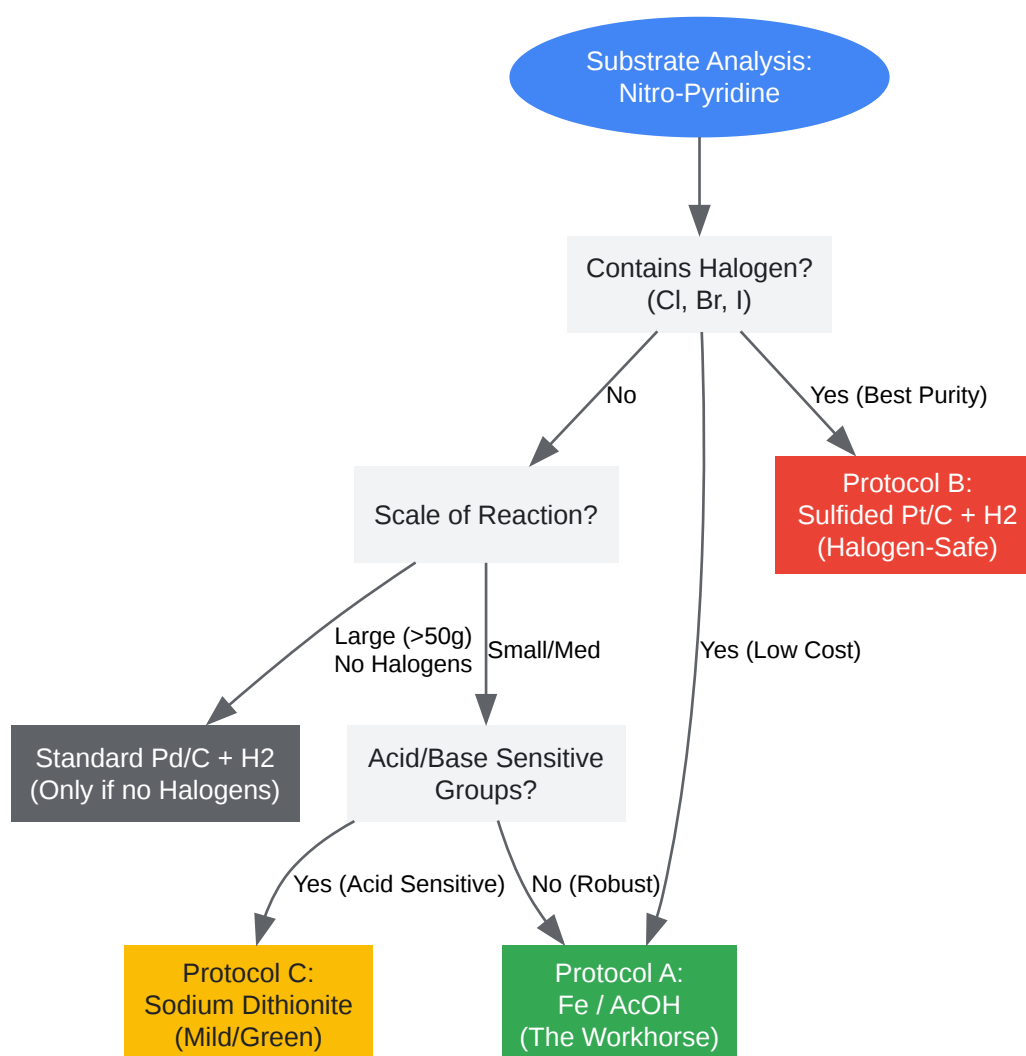 Substrate Analysis:
Nitro-Pyridine
Contains Halogen?
(Cl, Br, I)
No
Yes (Best Purity)
Scale of Reaction?
Protocol B:
Sulfided Pt/C + H2
(Halogen-Safe)
Large (>50g)
No Halogens
Small/Med
Yes (Low Cost)
Standard Pd/C + H2
(Only if no Halogens)
Acid/Base Sensitive
Groups?
Yes (Acid Sensitive)
No (Robust)
Protocol C:
Sodium Dithionite
(Mild/Green)
Protocol A:
Fe / AcOH
(The Workhorse)